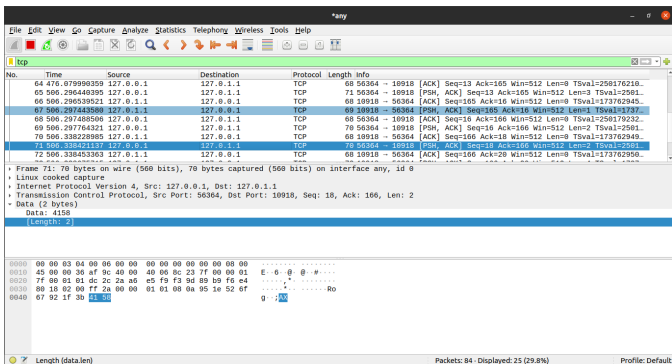 *any
File Edit View Go Capture Analyze Statistics Telephony Wireless Tools Help
tcp
No. Time Source Destination Protocol Length Info
64 476.079990359 127.0.0.1 127.0.1.1 TCP 68 56364 → 10918 [ACK] Seq=13 Ack=165 Win=512 Len=0 TSval=250176210…
65 506.296440395 127.0.0.1 127.0.1.1 TCP 71 56364 → 10918 [PSH, ACK] Seq=13 Ack=165 Win=512 Len=3 TSval=2501…
66 506.296539521 127.0.1.1 127.0.0.1 TCP 68 10918 → 56364 [ACK] Seq=165 Ack=16 Win=512 Len=0 TSval=173762945…
67 506.297443580 127.0.1.1 127.0.0.1 TCP 69 10918 → 56364 [PSH, ACK] Seq=165 Ack=16 Win=512 Len=1 TSval=1737…
68 506.297488506 127.0.0.1 127.0.1.1 TCP 68 56364 → 10918 [ACK] Seq=16 Ack=166 Win=512 Len=0 TSval=250179232…
69 506.297764321 127.0.0.1 127.0.1.1 TCP 70 56364 → 10918 [PSH, ACK] Seq=16 Ack=166 Win=512 Len=2 TSval=2501…
70 506.338228985 127.0.1.1 127.0.0.1 TCP 68 10918 → 56364 [ACK] Seq=166 Ack=18 Win=512 Len=0 TSval=173762949…
71 506.338421137 127.0.0.1 127.0.1.1 TCP 70 56364 → 10918 [PSH, ACK] Seq=18 Ack=166 Win=512 Len=2 TSval=2501…
72 506.338453363 127.0.1.1 127.0.0.1 TCP 68 10918 → 56364 [ACK] Seq=166 Ack=20 Win=512 Len=0 TSval=173762950…
Frame 71: 70 bytes on wire (560 bits), 70 bytes captured (560 bits) on interface any, id 0
Linux cooked capture
Internet Protocol Version 4, Src: 127.0.0.1, Dst: 127.0.1.1
Transmission Control Protocol, Src Port: 56364, Dst Port: 10918, Seq: 18, Ack: 166, Len: 2
Data (2 bytes)
Data: 4158
[Length: 2]
0000 00 00 03 04 00 06 00 00 00 00 00 00 00 00 08 00 ········ ········
0010 45 00 00 36 af 9c 40 00 40 06 8c 23 7f 00 00 01 E··6··@· @··#····
0020 7f 00 01 01 dc 2c 2a a6 e5 f9 f3 9d 89 b9 f6 e4 ·····,*· ········
0030 80 18 02 00 ff 2a 00 00 01 01 08 0a 95 1e 52 6f ·····*·· ······Ro
0040 67 92 1f 3b 41 58 g··;AX
Length (data.len) Packets: 84 · Displayed: 25 (29.8%) Profile: Default